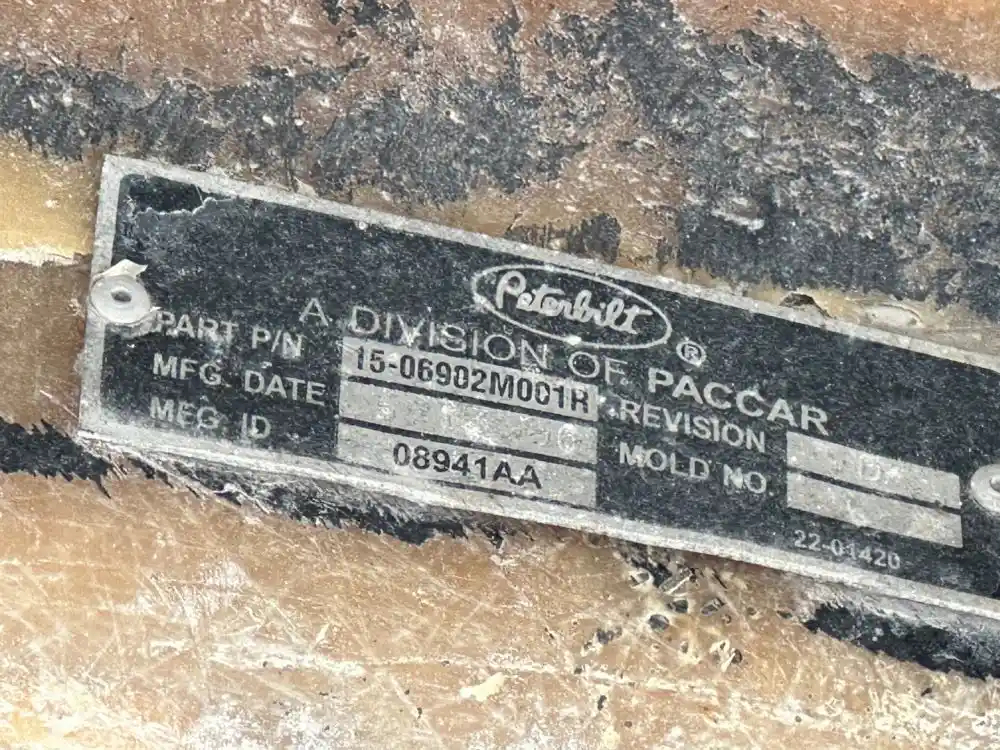 Peterbilt ®
A DIVISION OF PACCAR
PART P/N 15-06902M001R REVISION D
MFG. DATE MOLD NO.
MFG. ID 08941AA
22-01420